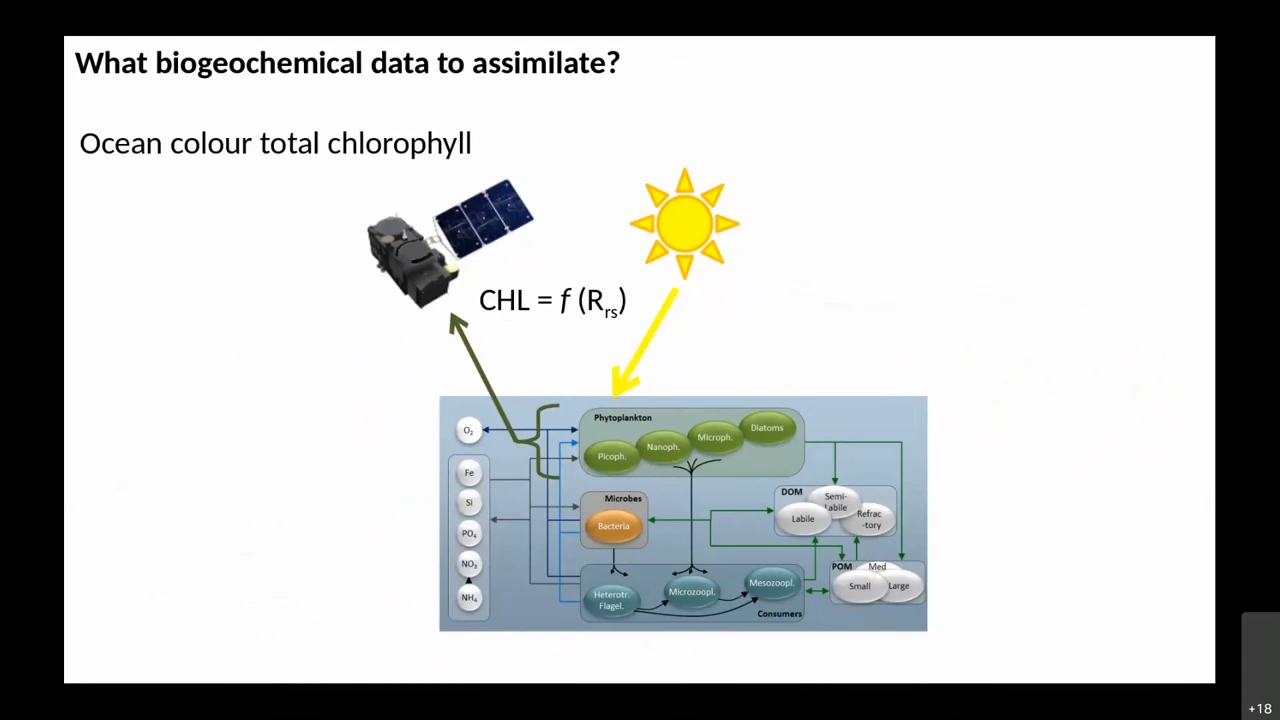 What biogeochemical data to assimilate?
Ocean colour total chlorophyll
CHL = f (Rrs)
Phytoplankton
Picoph.
Nanoph.
Microph.
Diatoms
O₂
Fe
Si
PO₄
NO₃
NH₄
Microbes
Bacteria
DOM
Labile
Semi-
Labile
Refrac
-tory
POM
Med
Small
Large
Heterotr.
Flagel.
Microzoopl.
Mesozoopl.
Consumers
+18